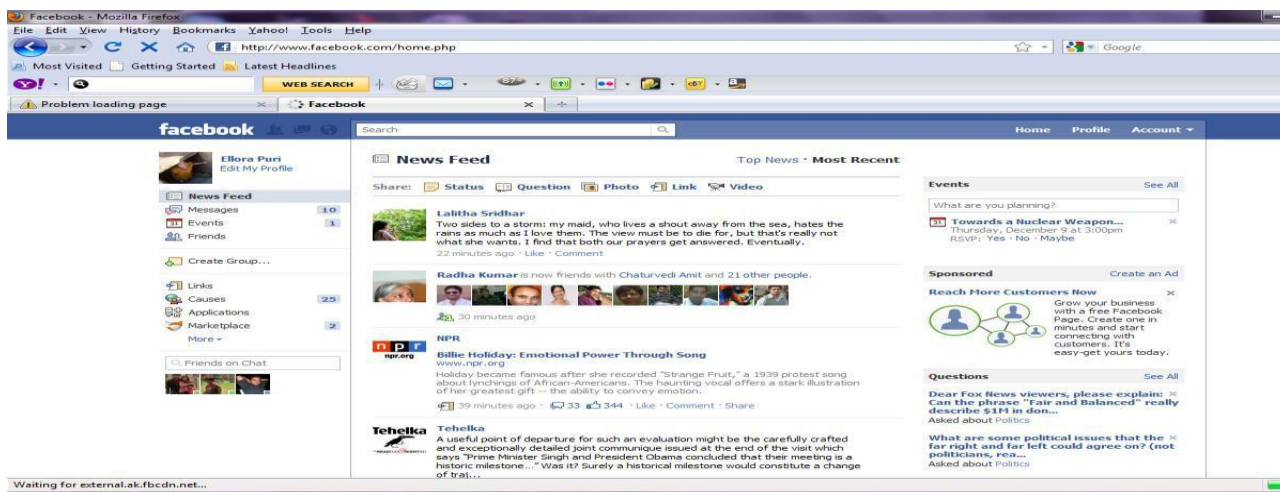 Facebook - Mozilla Firefox
File Edit View History Bookmarks Yahoo! Tools Help
http://www.facebook.com/home.php
Google
Most Visited Getting Started Latest Headlines
Y! WEB SEARCH eBY
Problem loading page
Facebook
facebook
Search
Home Profile Account
Ellora Puri
Edit My Profile
News Feed
Messages 10
Events 1
Friends
Create Group...
Links
Causes 25
Applications
Marketplace 2
More
Friends on Chat
News Feed
Top News · Most Recent
Share: Status Question Photo Link Video
Lalitha Sridhar
Two sides to a storm: my maid, who lives a shout away from the sea, hates the
rains as much as I love them. The view must be to die for, but that's really not
what she wants. I find that both our prayers get answered. Eventually.
22 minutes ago · Like · Comment
Radha Kumar is now friends with Chaturvedi Amit and 21 other people.
30 minutes ago
npr
npr.org
NPR
Billie Holiday: Emotional Power Through Song
www.npr.org
Holiday became famous after she recorded "Strange Fruit," a 1939 protest song
about lynchings of African-Americans. The haunting vocal offers a stark illustration
of her greatest gift -- the ability to convey emotion.
39 minutes ago · 33 344 · Like · Comment · Share
Tehelka
Tehelka
A useful point of departure for such an evaluation might be the carefully crafted
and exceptionally detailed joint communique issued at the end of the visit which
says "Prime Minister Singh and President Obama concluded that their meeting is a
historic milestone..." Was it? Surely a historical milestone would constitute a change
of traj...
Events See All
What are you planning?
31 Towards a Nuclear Weapon...
Thursday, December 9 at 3:00pm
RSVP: Yes · No · Maybe
Sponsored Create an Ad
Reach More Customers Now
Grow your business
with a free Facebook
Page. Create one in
minutes and start
connecting with
customers. It's
easy-get yours today.
Questions See All
Dear Fox News viewers, please explain:
Can the phrase "Fair and Balanced" really
describe $1M in don...
Asked about Politics
What are some political issues that the
far right and far left could agree on? (not
politicians, rea...
Asked about Politics
Waiting for external.ak.fbcdn.net...